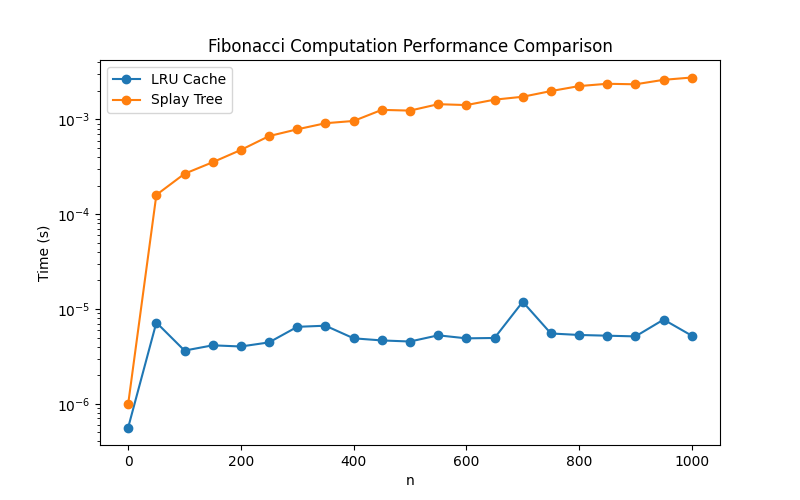 Fibonacci Computation Performance Comparison
LRU Cache
Splay Tree
Time (s)
10⁻³
10⁻⁴
10⁻⁵
10⁻⁶
0 200 400 600 800 1000
n